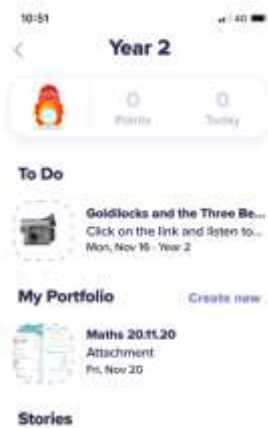 10:51
4G
Year 2
0
0
Points
Today
To Do
Goldilocks and the Three Be...
Click on the link and listen to...
Mon, Nov 16 · Year 2
My Portfolio
Create new
Maths 20.11.20
Attachment
Fri, Nov 20
Stories